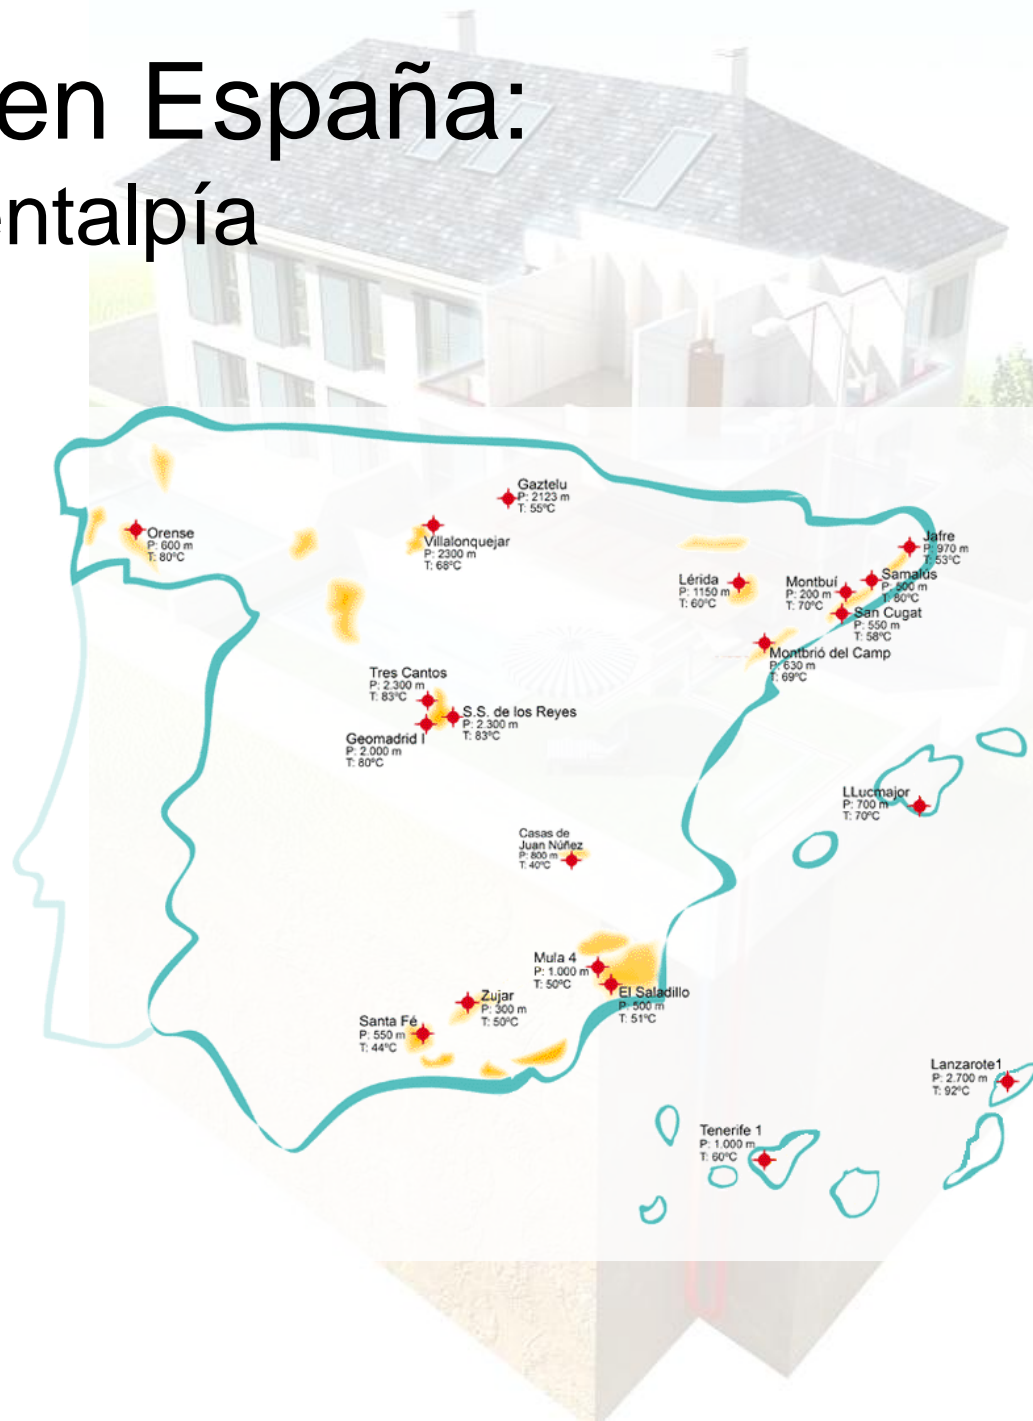 en España:
entalpía
Gaztelu
P: 2123 m
T: 55ºC
Orense
P: 600 m
T: 80ºC
Villalonquejar
P: 2300 m
T: 68ºC
Jafre
P: 970 m
T: 53ºC
Lérida
P: 1150 m
T: 60ºC
Montbuí
P: 200 m
T: 70ºC
Samalús
P: 500 m
T: 80ºC
San Cugat
P: 550 m
T: 58ºC
Montbrió del Camp
P: 630 m
T: 69ºC
Tres Cantos
P: 2.300 m
T: 83ºC
S.S. de los Reyes
P: 2.300 m
T: 83ºC
Geomadrid I
P: 2.000 m
T: 80ºC
LLucmajor
P: 700 m
T: 70ºC
Casas de
Juan Núñez
P: 800 m
T: 40ºC
Mula 4
P: 1.000 m
T: 50ºC
El Saladillo
P: 500 m
T: 51ºC
Zujar
P: 300 m
T: 50ºC
Santa Fé
P: 550 m
T: 44ºC
Lanzarote1
P: 2.700 m
T: 92ºC
Tenerife 1
P: 1.000 m
T: 60ºC